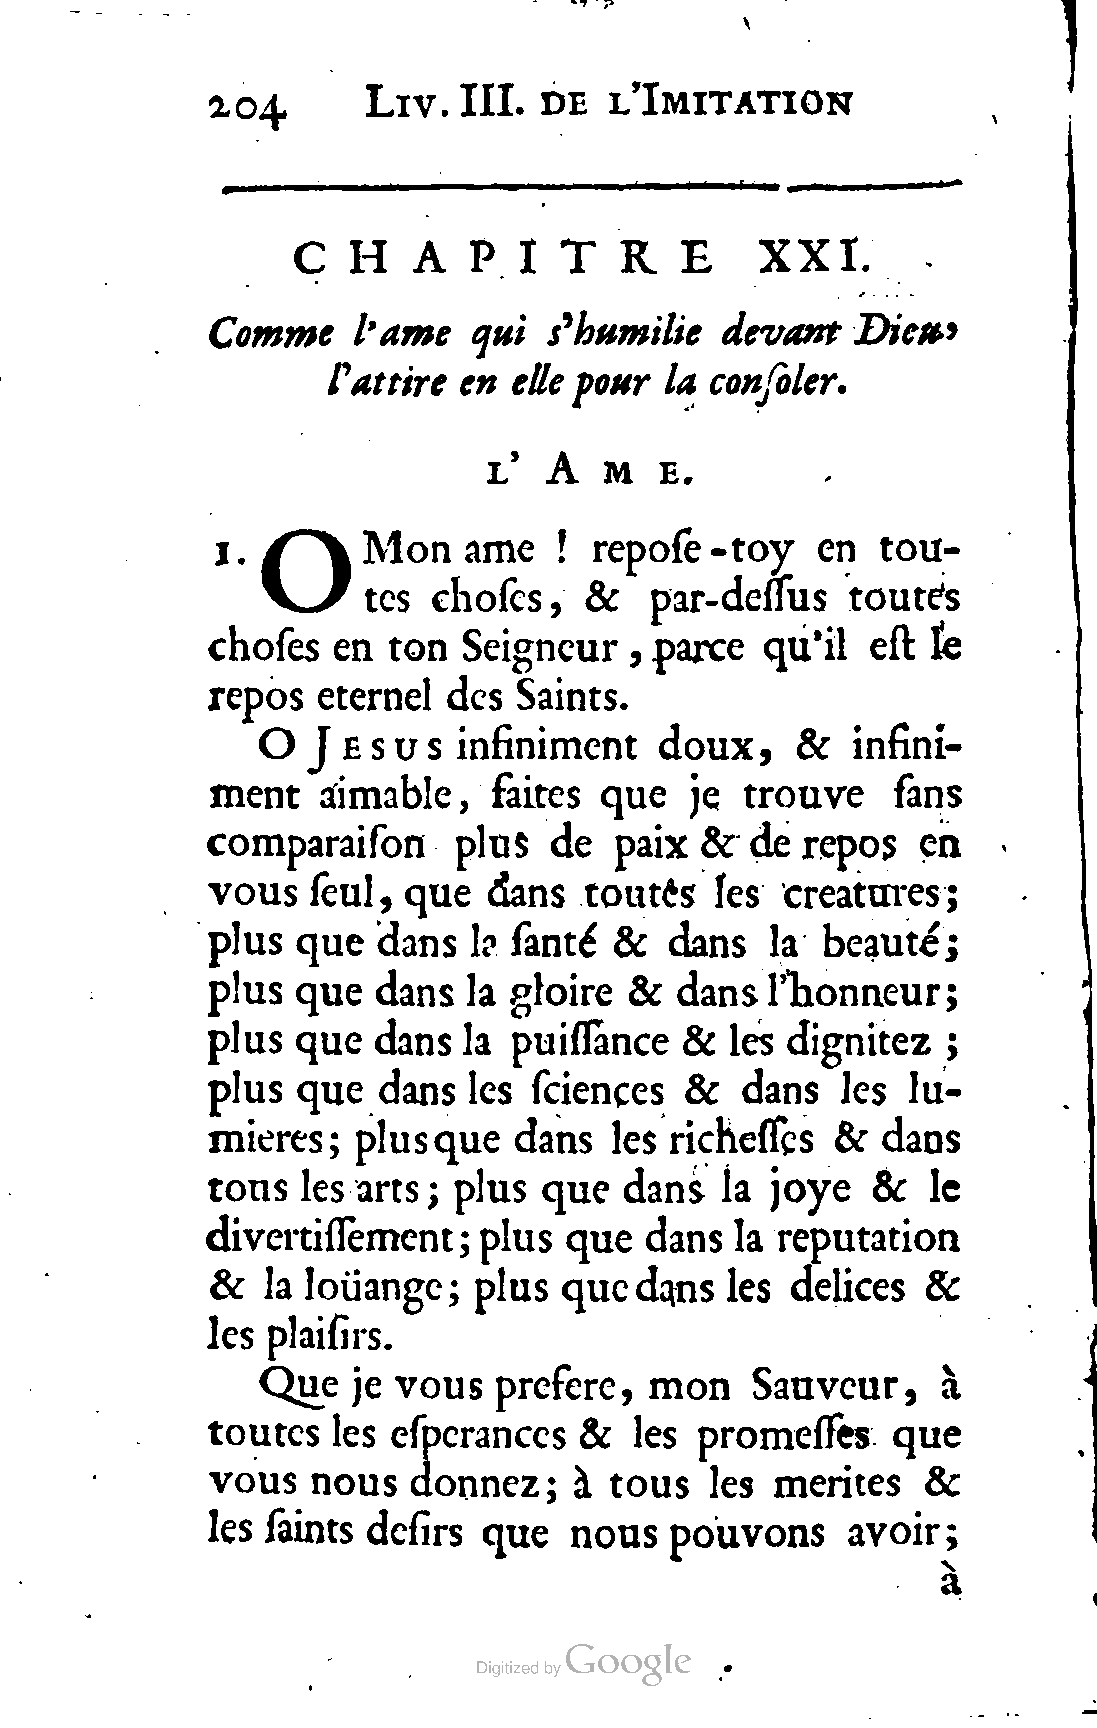 204 LIV. III. DE L'IMITATION
CHAPITRE XXI.
Comme l'ame qui s'humilie devant Dieu,
l'attire en elle pour la conſoler.
L' AME.
1. O Mon ame ! repoſe-toy en tou-
tes choſes, & par-deſſus toutes
choſes en ton Seigneur, parce qu'il eſt le
repos eternel des Saints.
O JESUS infiniment doux, & infini-
ment aimable, faites que je trouve ſans
comparaiſon plus de paix & de repos en
vous ſeul, que dans toutes les creatures;
plus que dans la ſanté & dans la beauté;
plus que dans la gloire & dans l'honneur;
plus que dans la puiſſance & les dignitez ;
plus que dans les ſciences & dans les lu-
mieres; plus que dans les richeſſes & dans
tous les arts; plus que dans la joye & le
divertiſſement; plus que dans la reputation
& la loüange; plus que dans les delices &
les plaiſirs.
Que je vous prefere, mon Sauveur, à
toutes les eſperances & les promeſſes que
vous nous donnez; à tous les merites &
les ſaints deſirs que nous pouvons avoir;
à
Digitized by Google